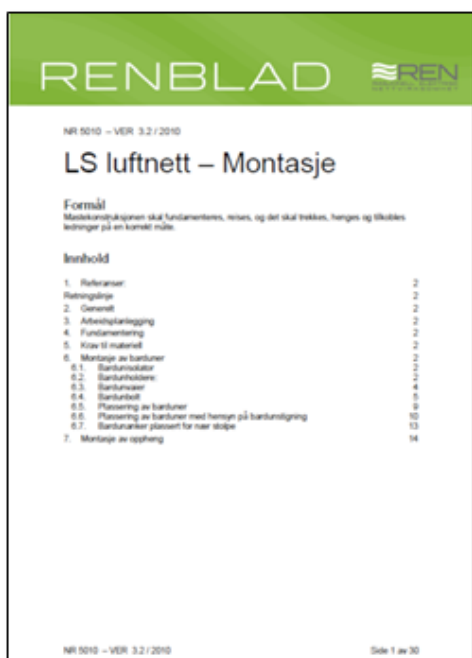 RENBLAD
REN
NR 5010 – VER 3.2 / 2010
LS luftnett – Montasje
Formål
Mastekonstruksjonen skal fundamenteres, reises, og det skal trekkes, henges og tilkobles
ledninger på en korrekt måte.
Innhold
1. Referanser: 2
Retningslinje 2
2. Generelt 2
3. Arbeidsplanlegging 2
4. Fundamentering 2
5. Krav til materiell 2
6. Montasje av barduner 2
6.1. Bardunisolator 2
6.2. Bardunholdere: 2
6.3. Bardunvaier 4
6.4. Bardunbolt 5
6.5. Plassering av barduner 9
6.6. Plassering av barduner med hensyn på bardunstigning 10
6.7. Bardunanker plassert for nær stolpe 13
7. Montasje av oppheng 14
NR 5010 – VER 3.2 / 2010 Side 1 av 30